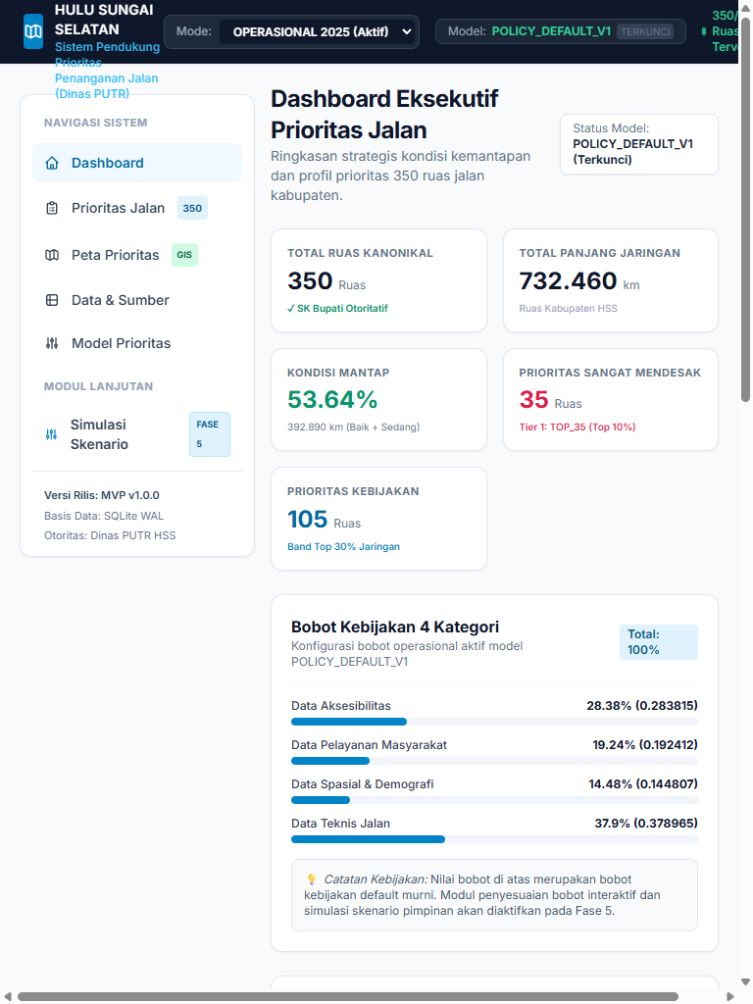 HULU SUNGAI
SELATAN
Sistem Pendukung
Prioritas
Penanganan Jalan
(Dinas PUTR)
Mode:
OPERASIONAL 2025 (Aktif)
Model: POLICY_DEFAULT_V1 TERKUNCI
350/
Ruas
Terv
NAVIGASI SISTEM
Dashboard
Prioritas Jalan 350
Peta Prioritas GIS
Data & Sumber
Model Prioritas
MODUL LANJUTAN
Simulasi
Skenario
FASE
5
Versi Rilis: MVP v1.0.0
Basis Data: SQLite WAL
Otoritas: Dinas PUTR HSS
Dashboard Eksekutif
Prioritas Jalan
Ringkasan strategis kondisi kemantapan
dan profil prioritas 350 ruas jalan
kabupaten.
Status Model:
POLICY_DEFAULT_V1
(Terkunci)
TOTAL RUAS KANONIKAL
350 Ruas
✓ SK Bupati Otoritatif
TOTAL PANJANG JARINGAN
732.460 km
Ruas Kabupaten HSS
KONDISI MANTAP
53.64%
392.890 km (Baik + Sedang)
PRIORITAS SANGAT MENDESAK
35 Ruas
Tier 1: TOP_35 (Top 10%)
PRIORITAS KEBIJAKAN
105 Ruas
Band Top 30% Jaringan
Bobot Kebijakan 4 Kategori
Konfigurasi bobot operasional aktif model
POLICY_DEFAULT_V1
Total:
100%
Data Aksesibilitas 28.38% (0.283815)
Data Pelayanan Masyarakat 19.24% (0.192412)
Data Spasial & Demografi 14.48% (0.144807)
Data Teknis Jalan 37.9% (0.378965)
💡 Catatan Kebijakan: Nilai bobot di atas merupakan bobot
kebijakan default murni. Modul penyesuaian bobot interaktif dan
simulasi skenario pimpinan akan diaktifkan pada Fase 5.